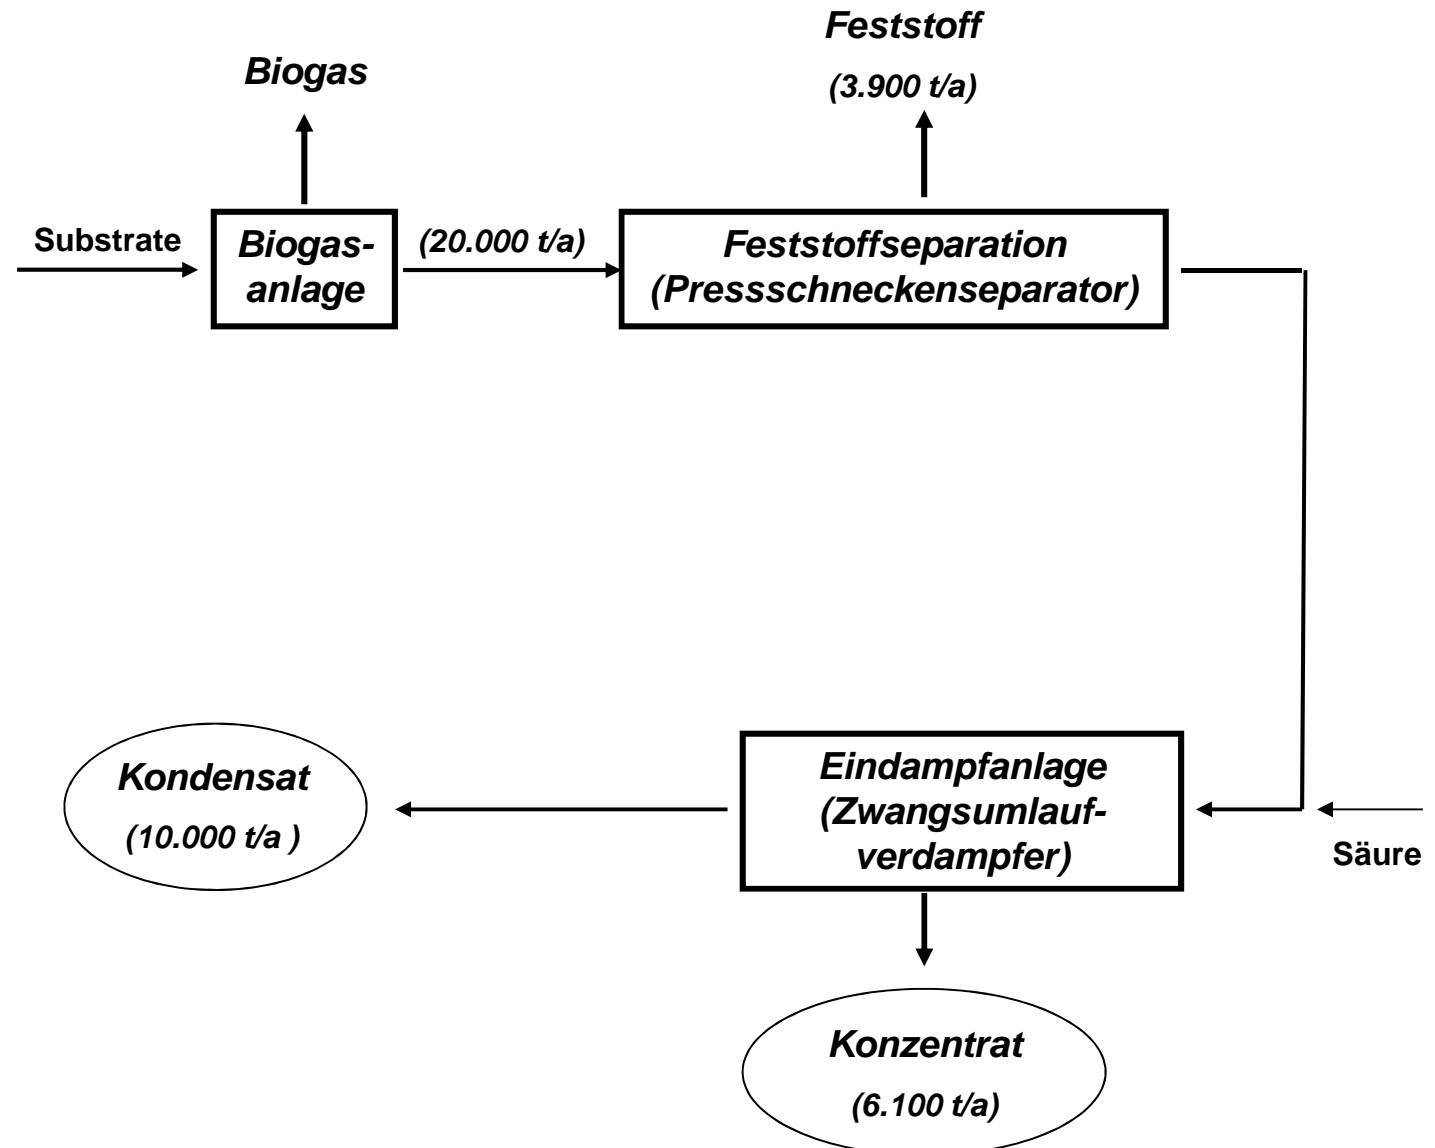 Feststoff
(3.900 t/a)
Biogas
Substrate
Biogas-
anlage
(20.000 t/a)
Feststoffseparation
(Pressschneckenseparator)
Kondensat
(10.000 t/a )
Eindampfanlage
(Zwangsumlauf-
verdampfer)
Säure
Konzentrat
(6.100 t/a)